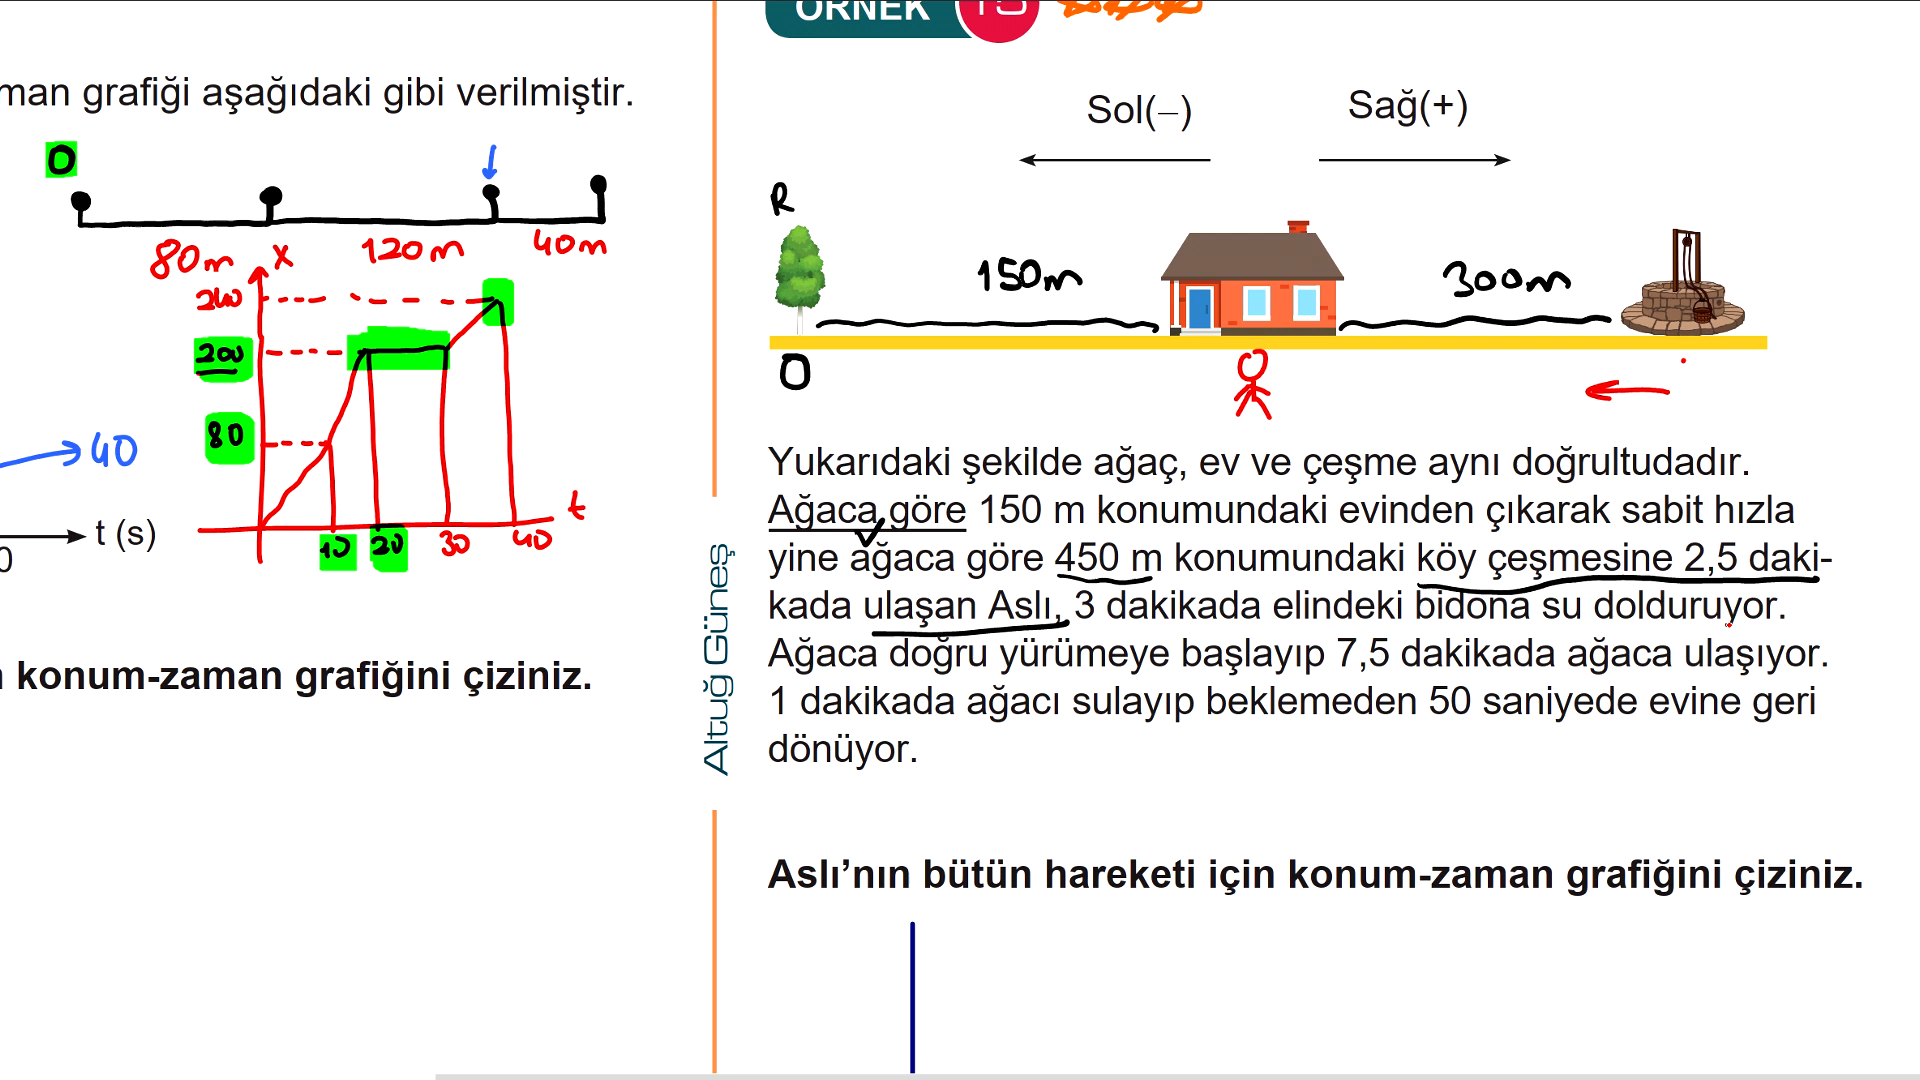 man grafiği aşağıdaki gibi verilmiştir.
0
80m
120m
40m
x
240
200
80
40
t (s)
0
10
20
30
40
t
konum-zaman grafiğini çiziniz.
Altuğ Güneş
ÖRNEK
Sol(–)
Sağ(+)
R
150m
300m
0
Yukarıdaki şekilde ağaç, ev ve çeşme aynı doğrultudadır.
Ağaca göre 150 m konumundaki evinden çıkarak sabit hızla
yine ağaca göre 450 m konumundaki köy çeşmesine 2,5 daki-
kada ulaşan Aslı, 3 dakikada elindeki bidona su dolduruyor.
Ağaca doğru yürümeye başlayıp 7,5 dakikada ağaca ulaşıyor.
1 dakikada ağacı sulayıp beklemeden 50 saniyede evine geri
dönüyor.
Aslı’nın bütün hareketi için konum-zaman grafiğini çiziniz.